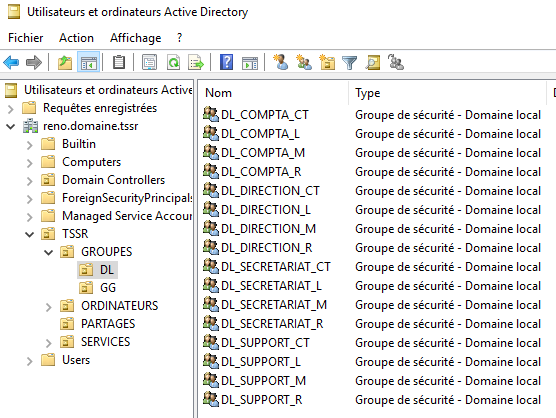 Utilisateurs et ordinateurs Active Directory
Fichier Action Affichage ?
Utilisateurs et ordinateurs Active
Requêtes enregistrées
reno.domaine.tssr
Builtin
Computers
Domain Controllers
ForeignSecurityPrincipals
Managed Service Accour
TSSR
GROUPES
DL
GG
ORDINATEURS
PARTAGES
SERVICES
Users
Nom Type
DL_COMPTA_CT Groupe de sécurité - Domaine local
DL_COMPTA_L Groupe de sécurité - Domaine local
DL_COMPTA_M Groupe de sécurité - Domaine local
DL_COMPTA_R Groupe de sécurité - Domaine local
DL_DIRECTION_CT Groupe de sécurité - Domaine local
DL_DIRECTION_L Groupe de sécurité - Domaine local
DL_DIRECTION_M Groupe de sécurité - Domaine local
DL_DIRECTION_R Groupe de sécurité - Domaine local
DL_SECRETARIAT_CT Groupe de sécurité - Domaine local
DL_SECRETARIAT_L Groupe de sécurité - Domaine local
DL_SECRETARIAT_M Groupe de sécurité - Domaine local
DL_SECRETARIAT_R Groupe de sécurité - Domaine local
DL_SUPPORT_CT Groupe de sécurité - Domaine local
DL_SUPPORT_L Groupe de sécurité - Domaine local
DL_SUPPORT_M Groupe de sécurité - Domaine local
DL_SUPPORT_R Groupe de sécurité - Domaine local